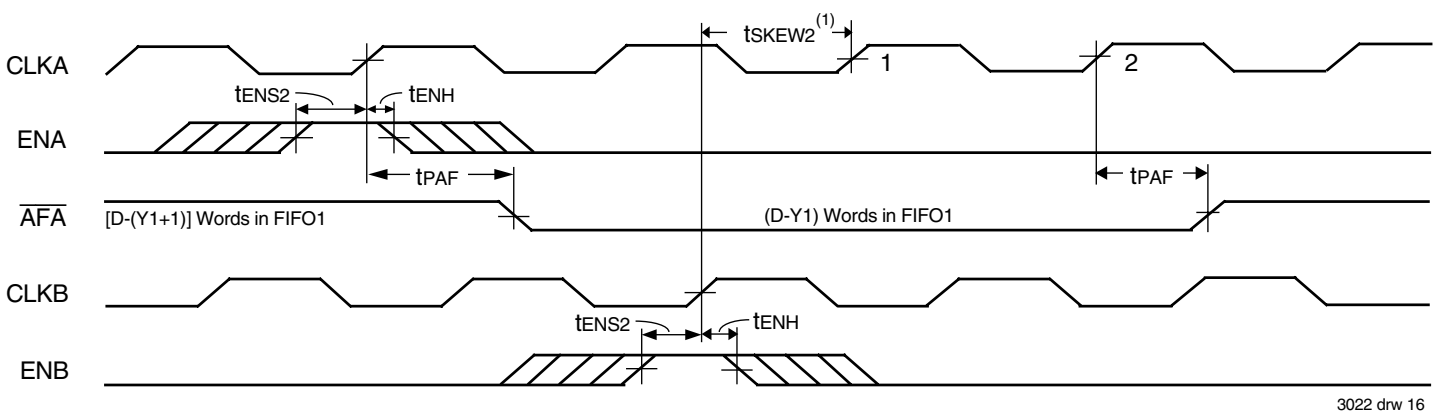 tSKEW2(1)
CLKA
1
2
tENS2
tENH
ENA
tPAF
tPAF
AFA
[D-(Y1+1)] Words in FIFO1
(D-Y1) Words in FIFO1
CLKB
tENS2
tENH
ENB
3022 drw 16